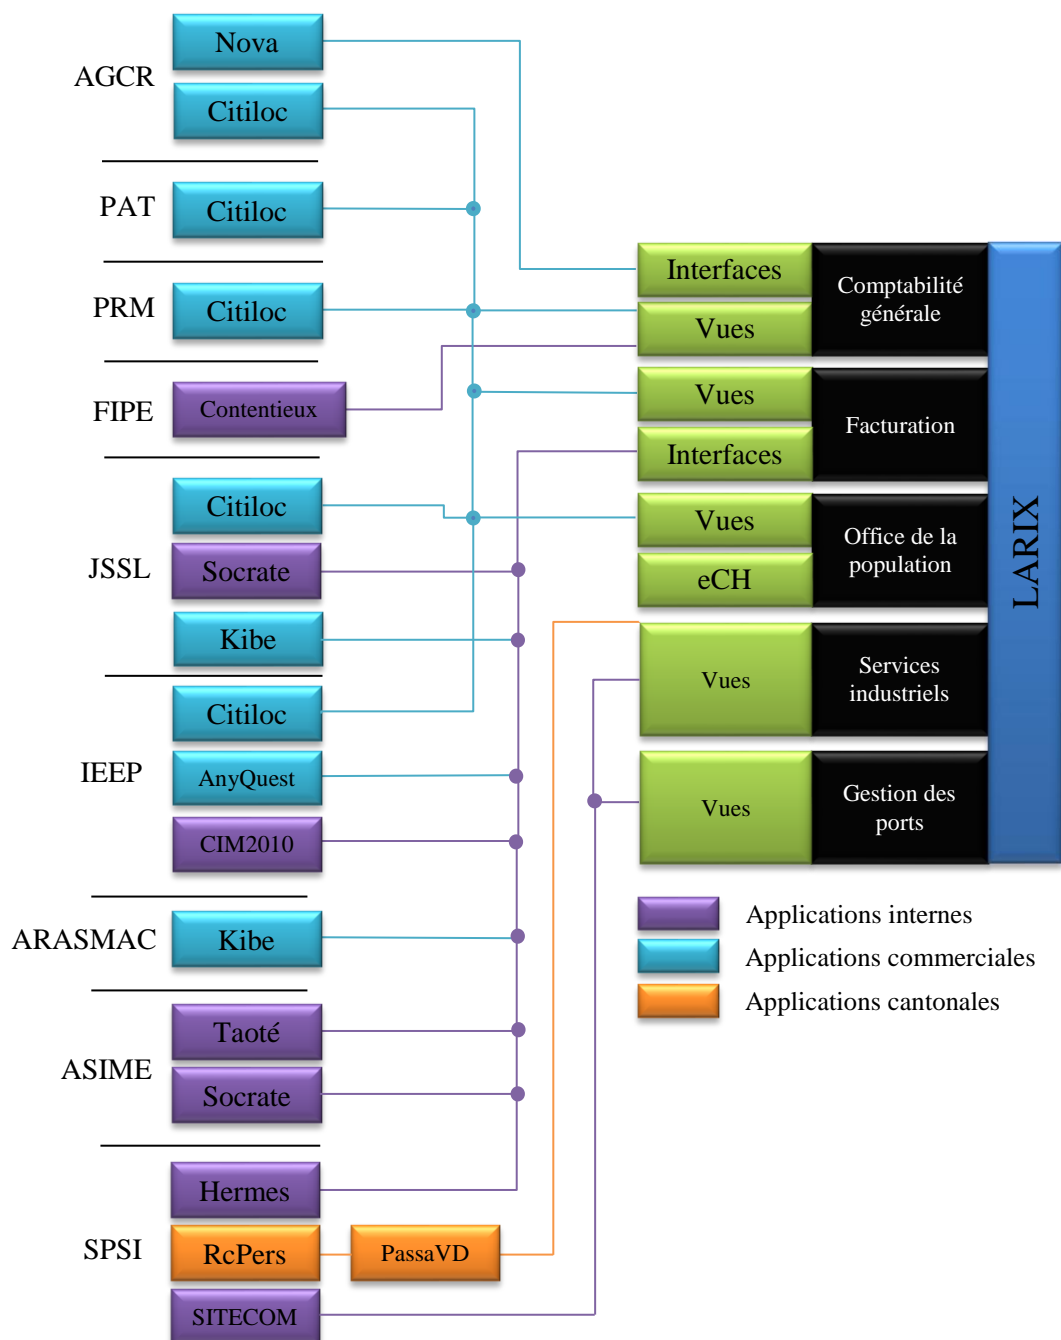 Nova
AGCR
Citiloc
PAT
Citiloc
PRM
Citiloc
FIPE
Contentieux
Citiloc
JSSL
Socrate
Kibe
Citiloc
IEEP
AnyQuest
CIM2010
ARASMAC
Kibe
Taoté
ASIME
Socrate
Hermes
SPSI
RcPers
PassaVD
SITECOM
Interfaces
Vues
Comptabilité
générale
Vues
Interfaces
Facturation
Vues
eCH
Office de la
population
Vues
Services
industriels
Vues
Gestion des
ports
LARIX
Applications internes
Applications commerciales
Applications cantonales